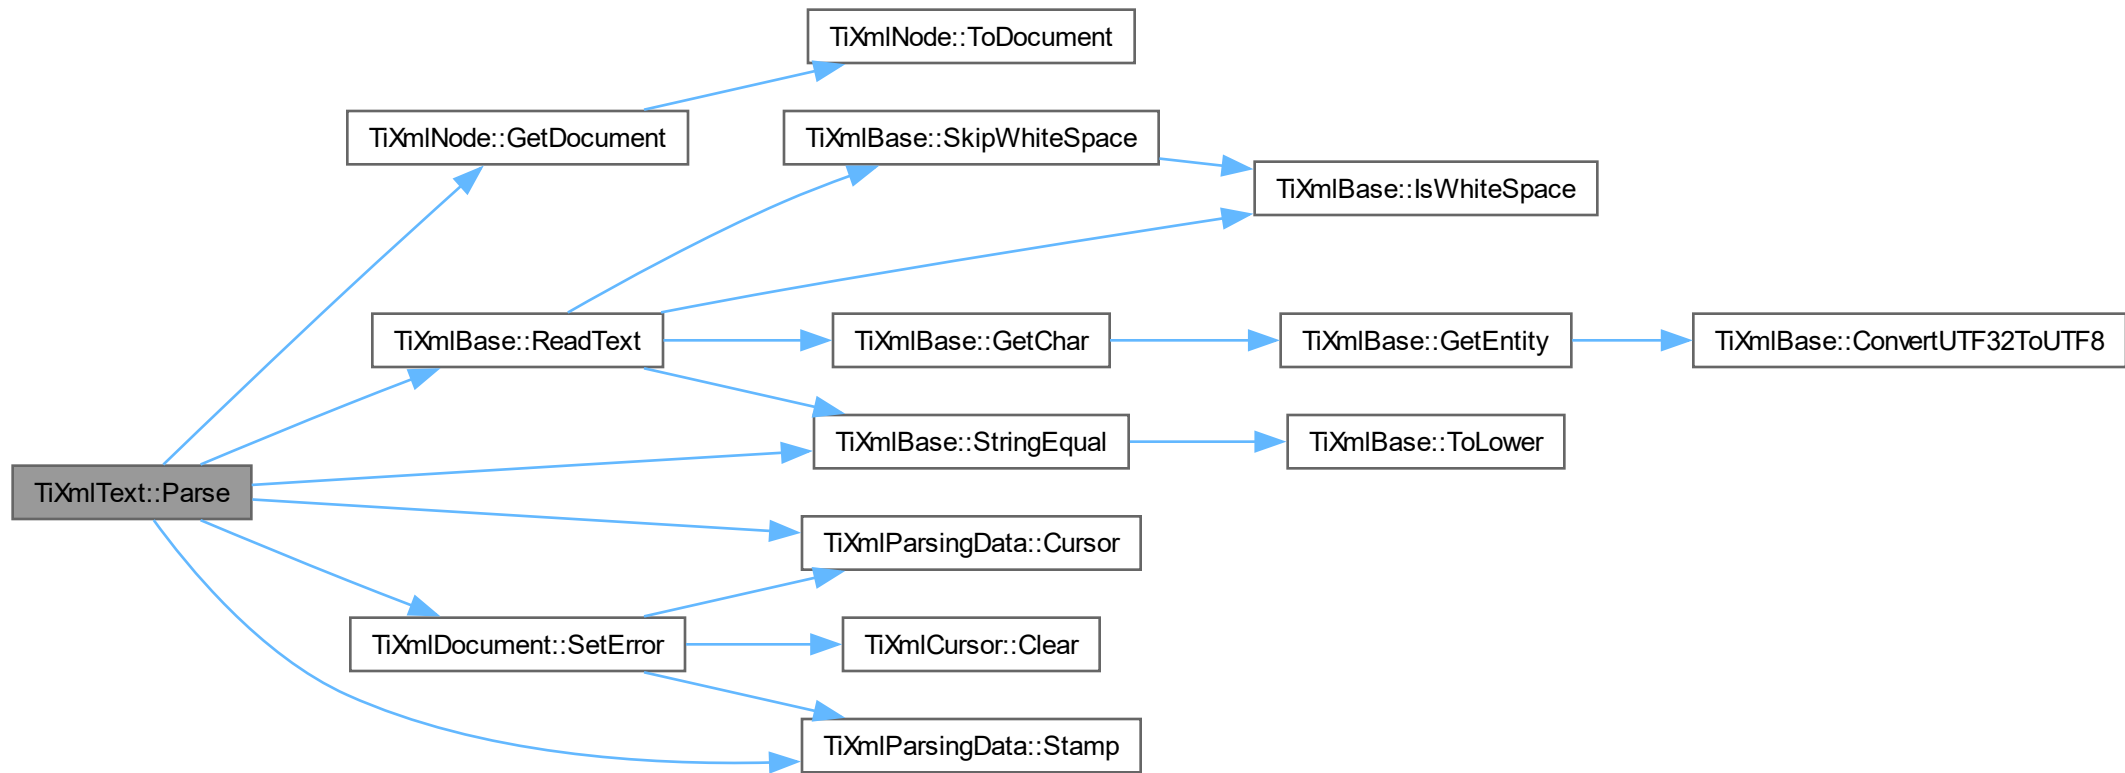 TiXmlNode::ToDocument
TiXmlNode::GetDocument
TiXmlBase::SkipWhiteSpace
TiXmlBase::IsWhiteSpace
TiXmlBase::ReadText
TiXmlBase::GetChar
TiXmlBase::GetEntity
TiXmlBase::ConvertUTF32ToUTF8
TiXmlBase::StringEqual
TiXmlBase::ToLower
TiXmlText::Parse
TiXmlParsingData::Cursor
TiXmlDocument::SetError
TiXmlCursor::Clear
TiXmlParsingData::Stamp